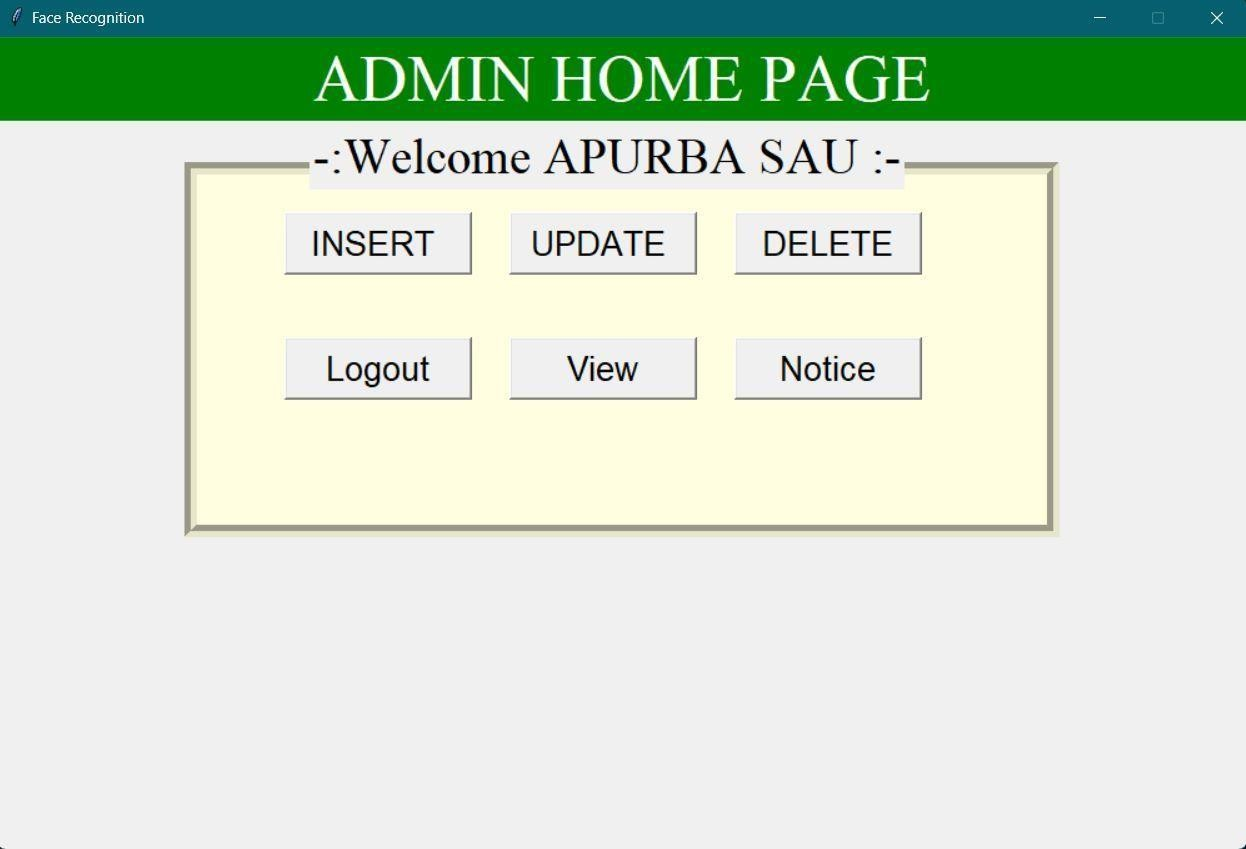 Face Recognition
ADMIN HOME PAGE
-:Welcome APURBA SAU :-
INSERT UPDATE DELETE
Logout View Notice